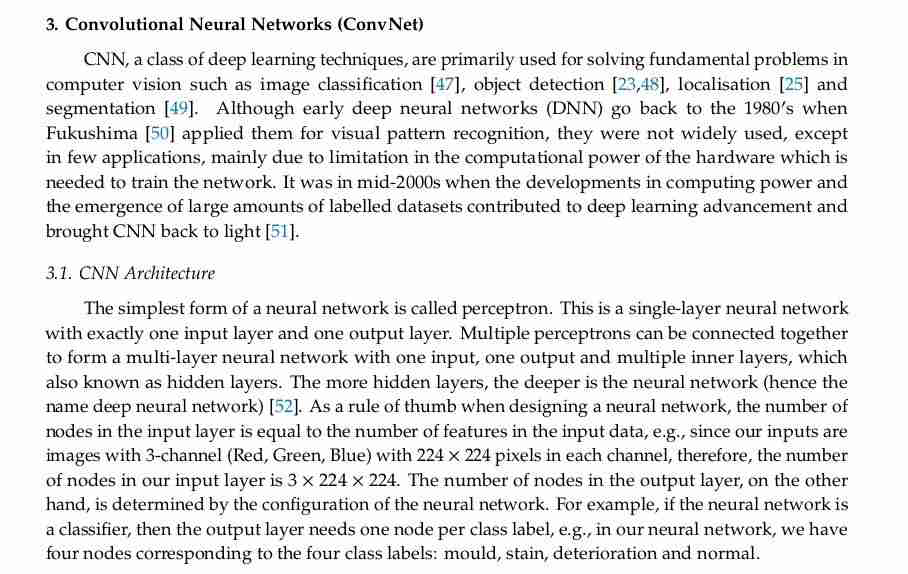 3. Convolutional Neural Networks (ConvNet)
CNN, a class of deep learning techniques, are primarily used for solving fundamental problems in
computer vision such as image classification [47], object detection [23,48], localisation [25] and
segmentation [49]. Although early deep neural networks (DNN) go back to the 1980's when
Fukushima [50] applied them for visual pattern recognition, they were not widely used, except
in few applications, mainly due to limitation in the computational power of the hardware which is
needed to train the network. It was in mid-2000s when the developments in computing power and
the emergence of large amounts of labelled datasets contributed to deep learning advancement and
brought CNN back to light [51].
3.1. CNN Architecture
The simplest form of a neural network is called perceptron. This is a single-layer neural network
with exactly one input layer and one output layer. Multiple perceptrons can be connected together
to form a multi-layer neural network with one input, one output and multiple inner layers, which
also known as hidden layers. The more hidden layers, the deeper is the neural network (hence the
name deep neural network) [52]. As a rule of thumb when designing a neural network, the number of
nodes in the input layer is equal to the number of features in the input data, e.g., since our inputs are
images with 3-channel (Red, Green, Blue) with 224 × 224 pixels in each channel, therefore, the number
of nodes in our input layer is 3 × 224 × 224. The number of nodes in the output layer, on the other
hand, is determined by the configuration of the neural network. For example, if the neural network is
a classifier, then the output layer needs one node per class label, e.g., in our neural network, we have
four nodes corresponding to the four class labels: mould, stain, deterioration and normal.